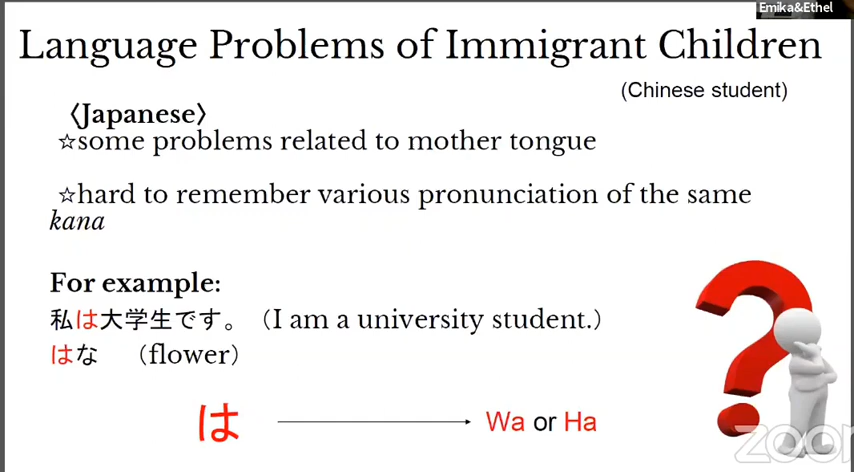 Emika&Ethel
Language Problems of Immigrant Children
(Chinese student)
〈Japanese〉
☆some problems related to mother tongue
☆hard to remember various pronunciation of the same
kana
For example:
私は大学生です。（I am a university student.）
はな （flower）
は Wa or Ha
zoom